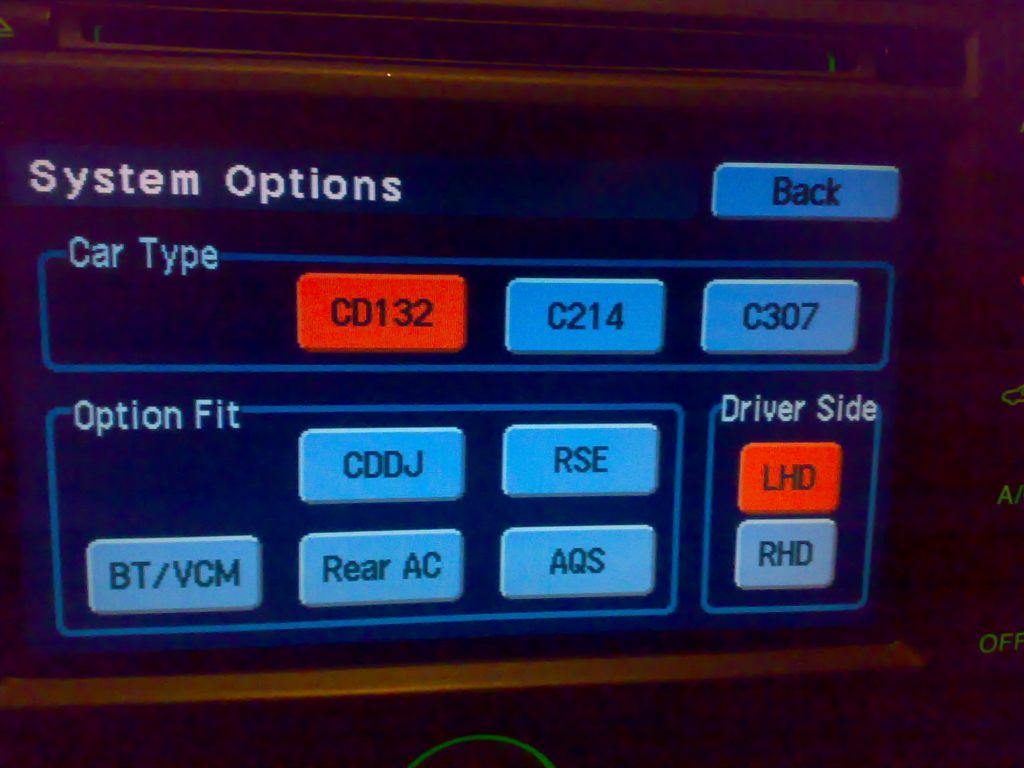 System Options
Back
Car Type
CD132
C214
C307
Option Fit
CDDJ
RSE
BT/VCM
Rear AC
AQS
Driver Side
LHD
RHD
A/
OFF